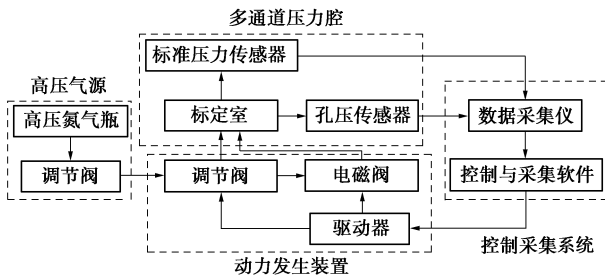 多通道压力腔
标准压力传感器
高压气源
高压氮气瓶
标定室
孔压传感器
数据采集仪
调节阀
调节阀
电磁阀
控制与采集软件
驱动器
控制采集系统
动力发生装置